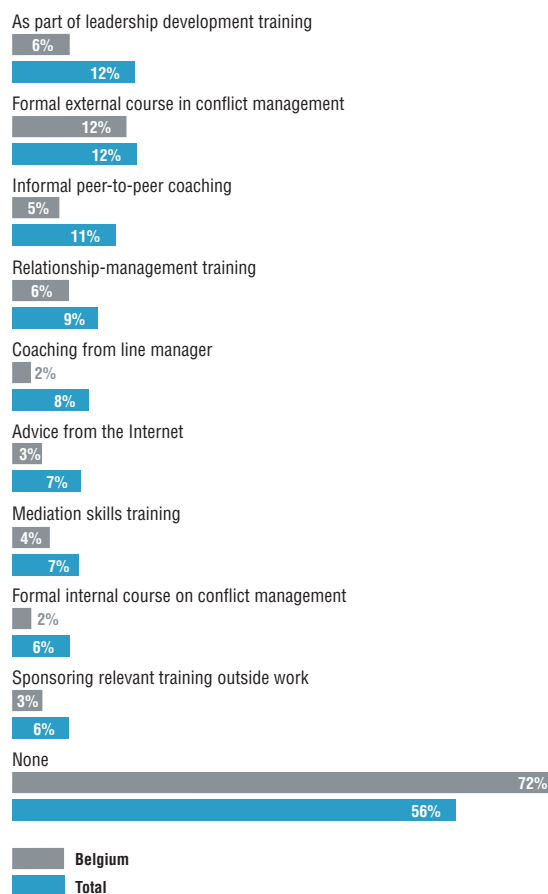 As part of leadership development training
6%
12%
Formal external course in conflict management
12%
12%
Informal peer-to-peer coaching
5%
11%
Relationship-management training
6%
9%
Coaching from line manager
2%
8%
Advice from the Internet
3%
7%
Mediation skills training
4%
7%
Formal internal course on conflict management
2%
6%
Sponsoring relevant training outside work
3%
6%
None
72%
56%
Belgium
Total